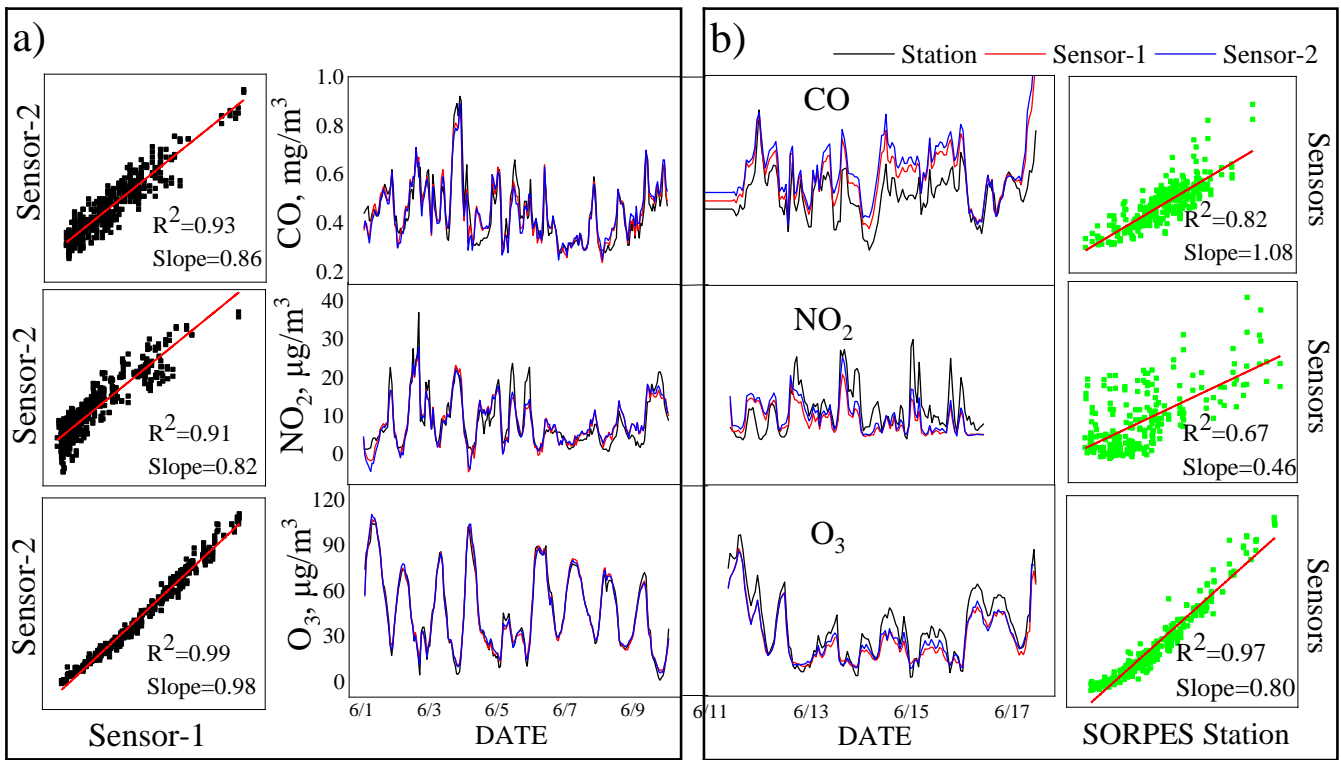 a)
Sensor-2
R²=0.93
Slope=0.86
CO, mg/m³
1.0
0.8
0.6
0.4
0.2
Sensor-2
R²=0.91
Slope=0.82
NO₂, μg/m³
40
30
20
10
0
Sensor-2
R²=0.99
Slope=0.98
O₃, μg/m³
120
90
60
30
0
6/1
6/3
6/5
6/7
6/9
Sensor-1
DATE
b)
Station
Sensor-1
Sensor-2
CO
R²=0.82
Slope=1.08
Sensors
NO₂
R²=0.67
Slope=0.46
Sensors
O₃
R²=0.97
Slope=0.80
Sensors
6/11
6/13
6/15
6/17
DATE
SORPES Station